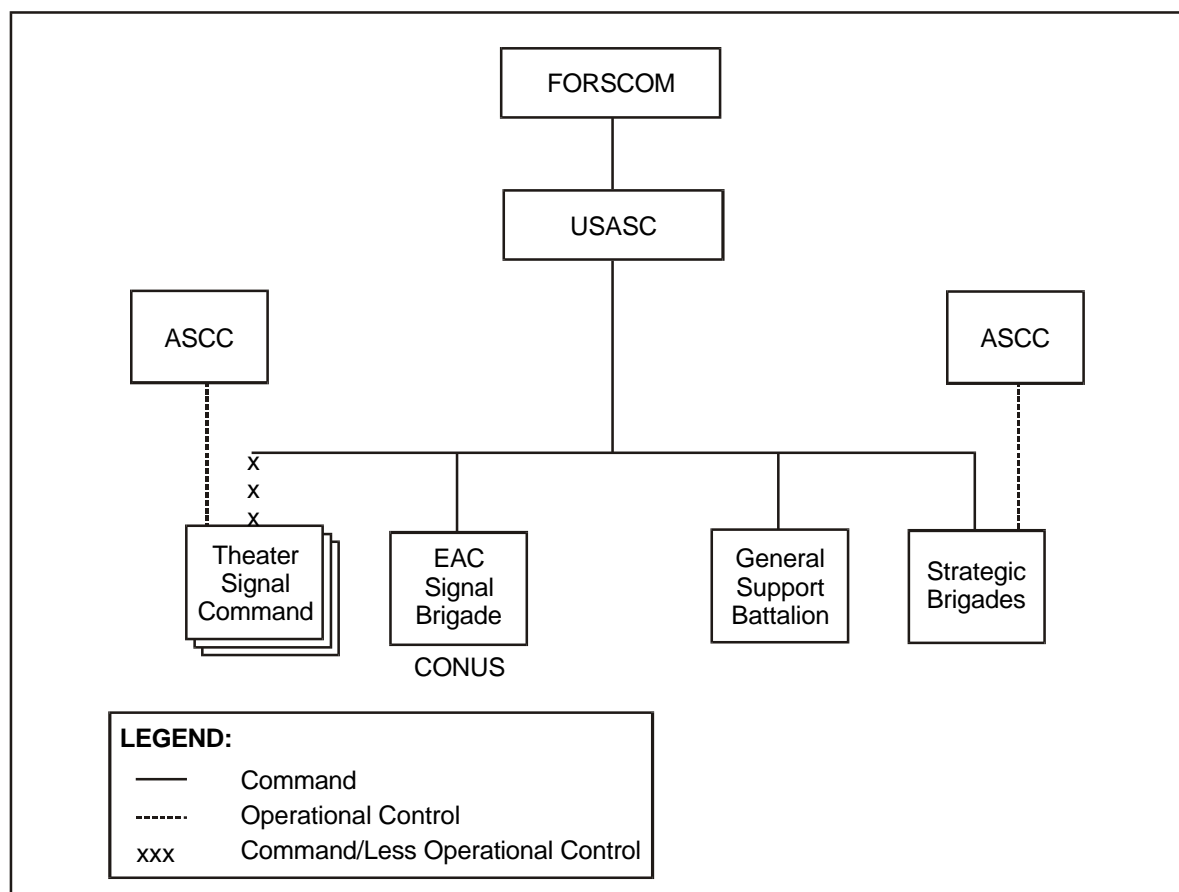 FORSCOM
USASC
ASCC
ASCC
x
x
x
Theater
Signal
Command
EAC
Signal
Brigade
CONUS
General
Support
Battalion
Strategic
Brigades
LEGEND:
Command
Operational Control
xxx Command/Less Operational Control